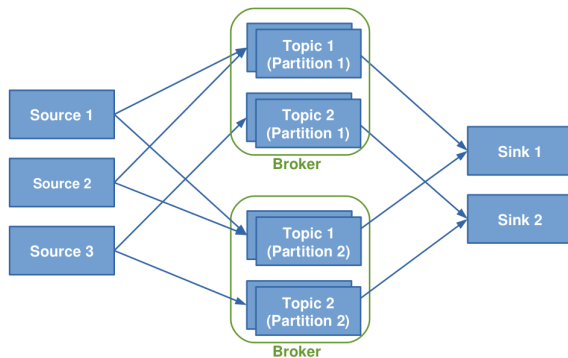 Source 1
Source 2
Source 3
Topic 1
(Partition 1)
Topic 2
(Partition 1)
Broker
Topic 1
(Partition 2)
Topic 2
(Partition 2)
Broker
Sink 1
Sink 2